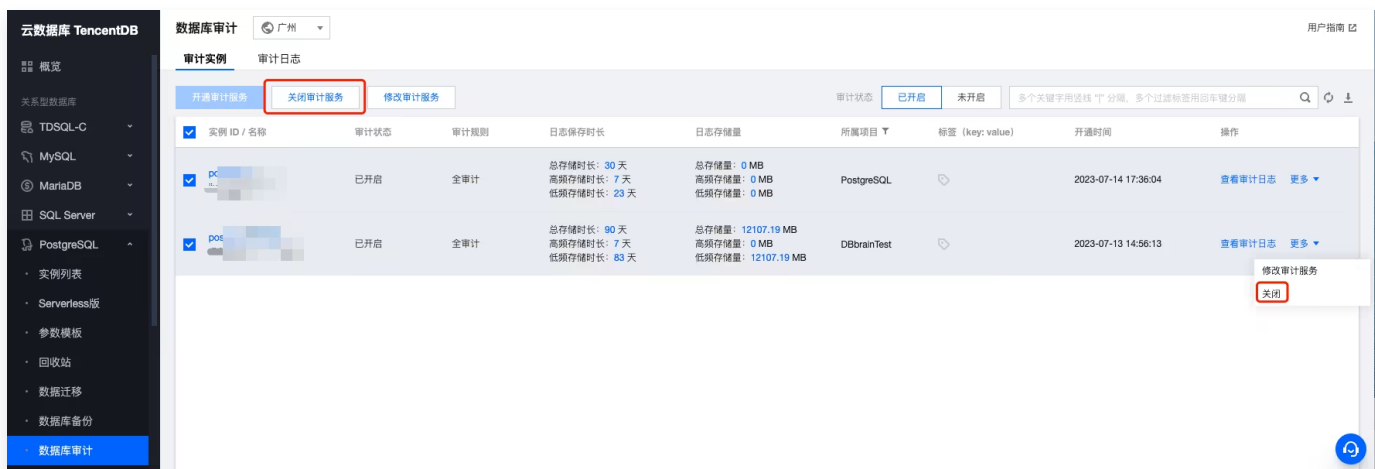 云数据库 TencentDB
数据库审计
广州
用户指南
概览
审计实例
审计日志
关系型数据库
开通审计服务
关闭审计服务
修改审计服务
审计状态
已开启
未开启
多个关键字用竖线 "|" 分隔，多个过滤标签用回车键分隔
TDSQL-C
MySQL
MariaDB
SQL Server
PostgreSQL
实例列表
Serverless版
参数模板
回收站
数据迁移
数据库备份
数据库审计
实例 ID / 名称 审计状态 审计规则 日志保存时长 日志存储量 所属项目 标签 (key: value) 开通时间 操作
已开启 全审计
总存储时长：30 天
高频存储时长：7 天
低频存储时长：23 天
总存储量：0 MB
高频存储量：0 MB
低频存储量：0 MB
PostgreSQL 2023-07-14 17:36:04 查看审计日志 更多
pos
已开启 全审计
总存储时长：90 天
高频存储时长：7 天
低频存储时长：83 天
总存储量：12107.19 MB
高频存储量：0 MB
低频存储量：12107.19 MB
DBbrainTest 2023-07-13 14:56:13 查看审计日志 更多
修改审计服务
关闭